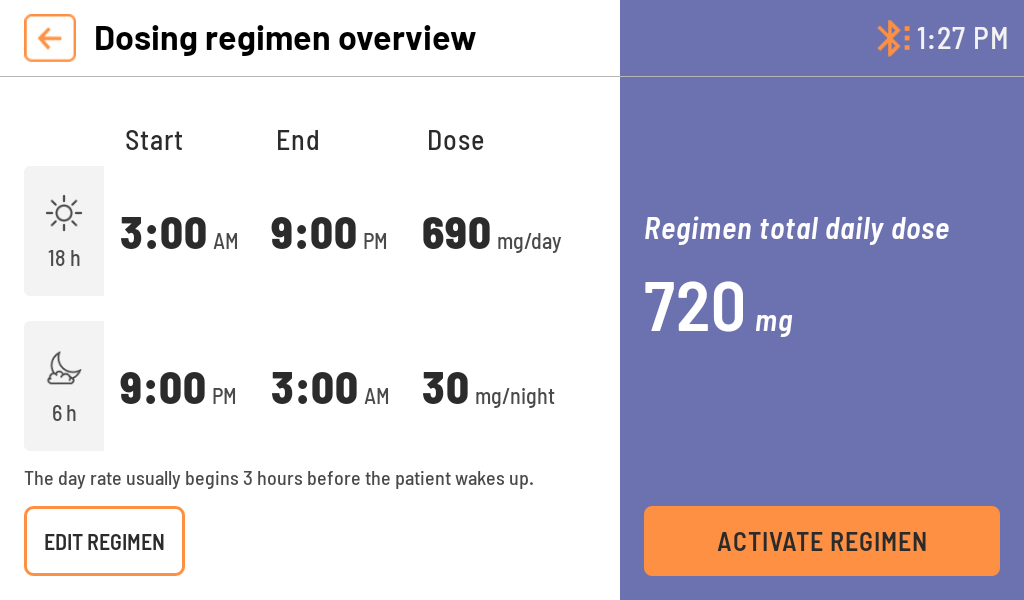 Dosing regimen overview
1:27 PM
Start End Dose
18 h
3:00 AM 9:00 PM 690 mg/day
Regimen total daily dose
720 mg
6 h
9:00 PM 3:00 AM 30 mg/night
The day rate usually begins 3 hours before the patient wakes up.
EDIT REGIMEN
ACTIVATE REGIMEN